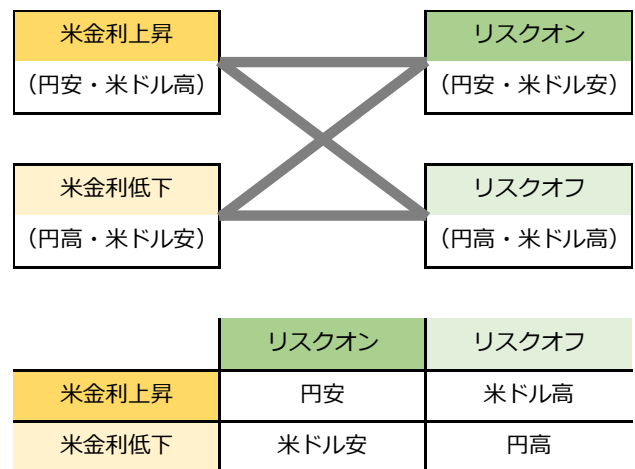 米金利上昇 リスクオン
（円安・米ドル高） （円安・米ドル安）
米金利低下 リスクオフ
（円高・米ドル安） （円高・米ドル高）
リスクオン リスクオフ
米金利上昇 円安 米ドル高
米金利低下 米ドル安 円高